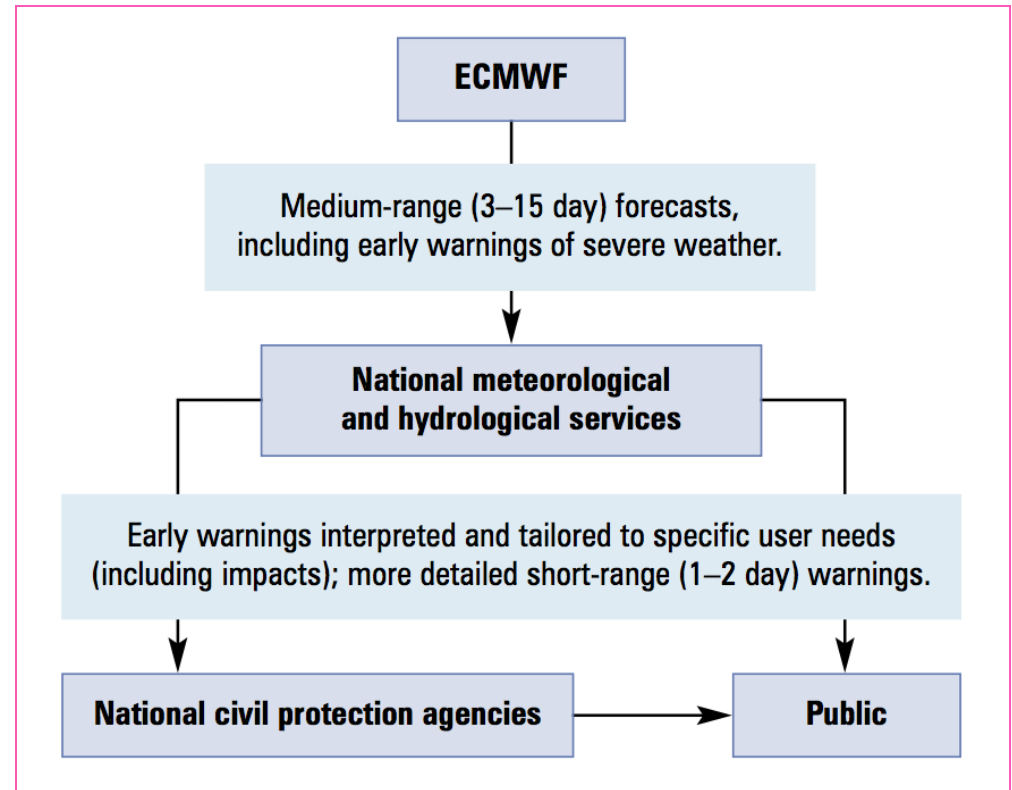 ECMWF
Medium-range (3–15 day) forecasts,
including early warnings of severe weather.
National meteorological
and hydrological services
Early warnings interpreted and tailored to specific user needs
(including impacts); more detailed short-range (1–2 day) warnings.
National civil protection agencies
Public